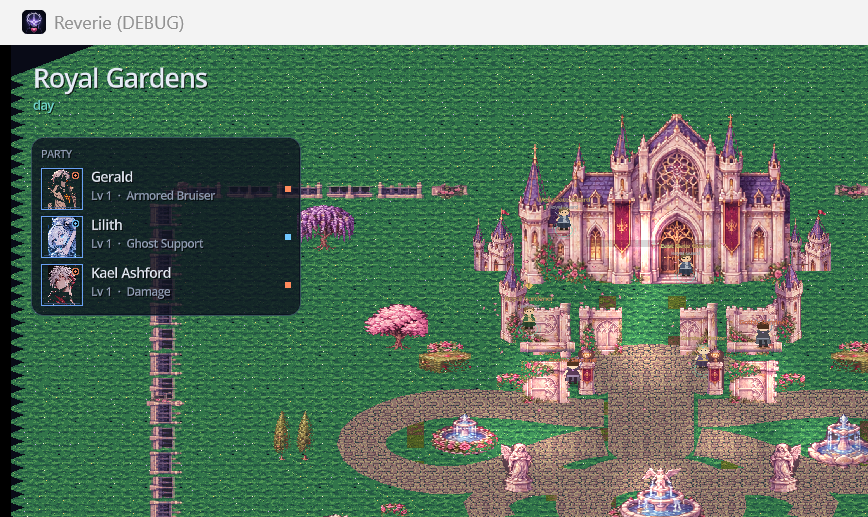 Reverie (DEBUG)
Royal Gardens
day
PARTY
Gerald
Lv 1 · Armored Bruiser
Lilith
Lv 1 · Ghost Support
Kael Ashford
Lv 1 · Damage